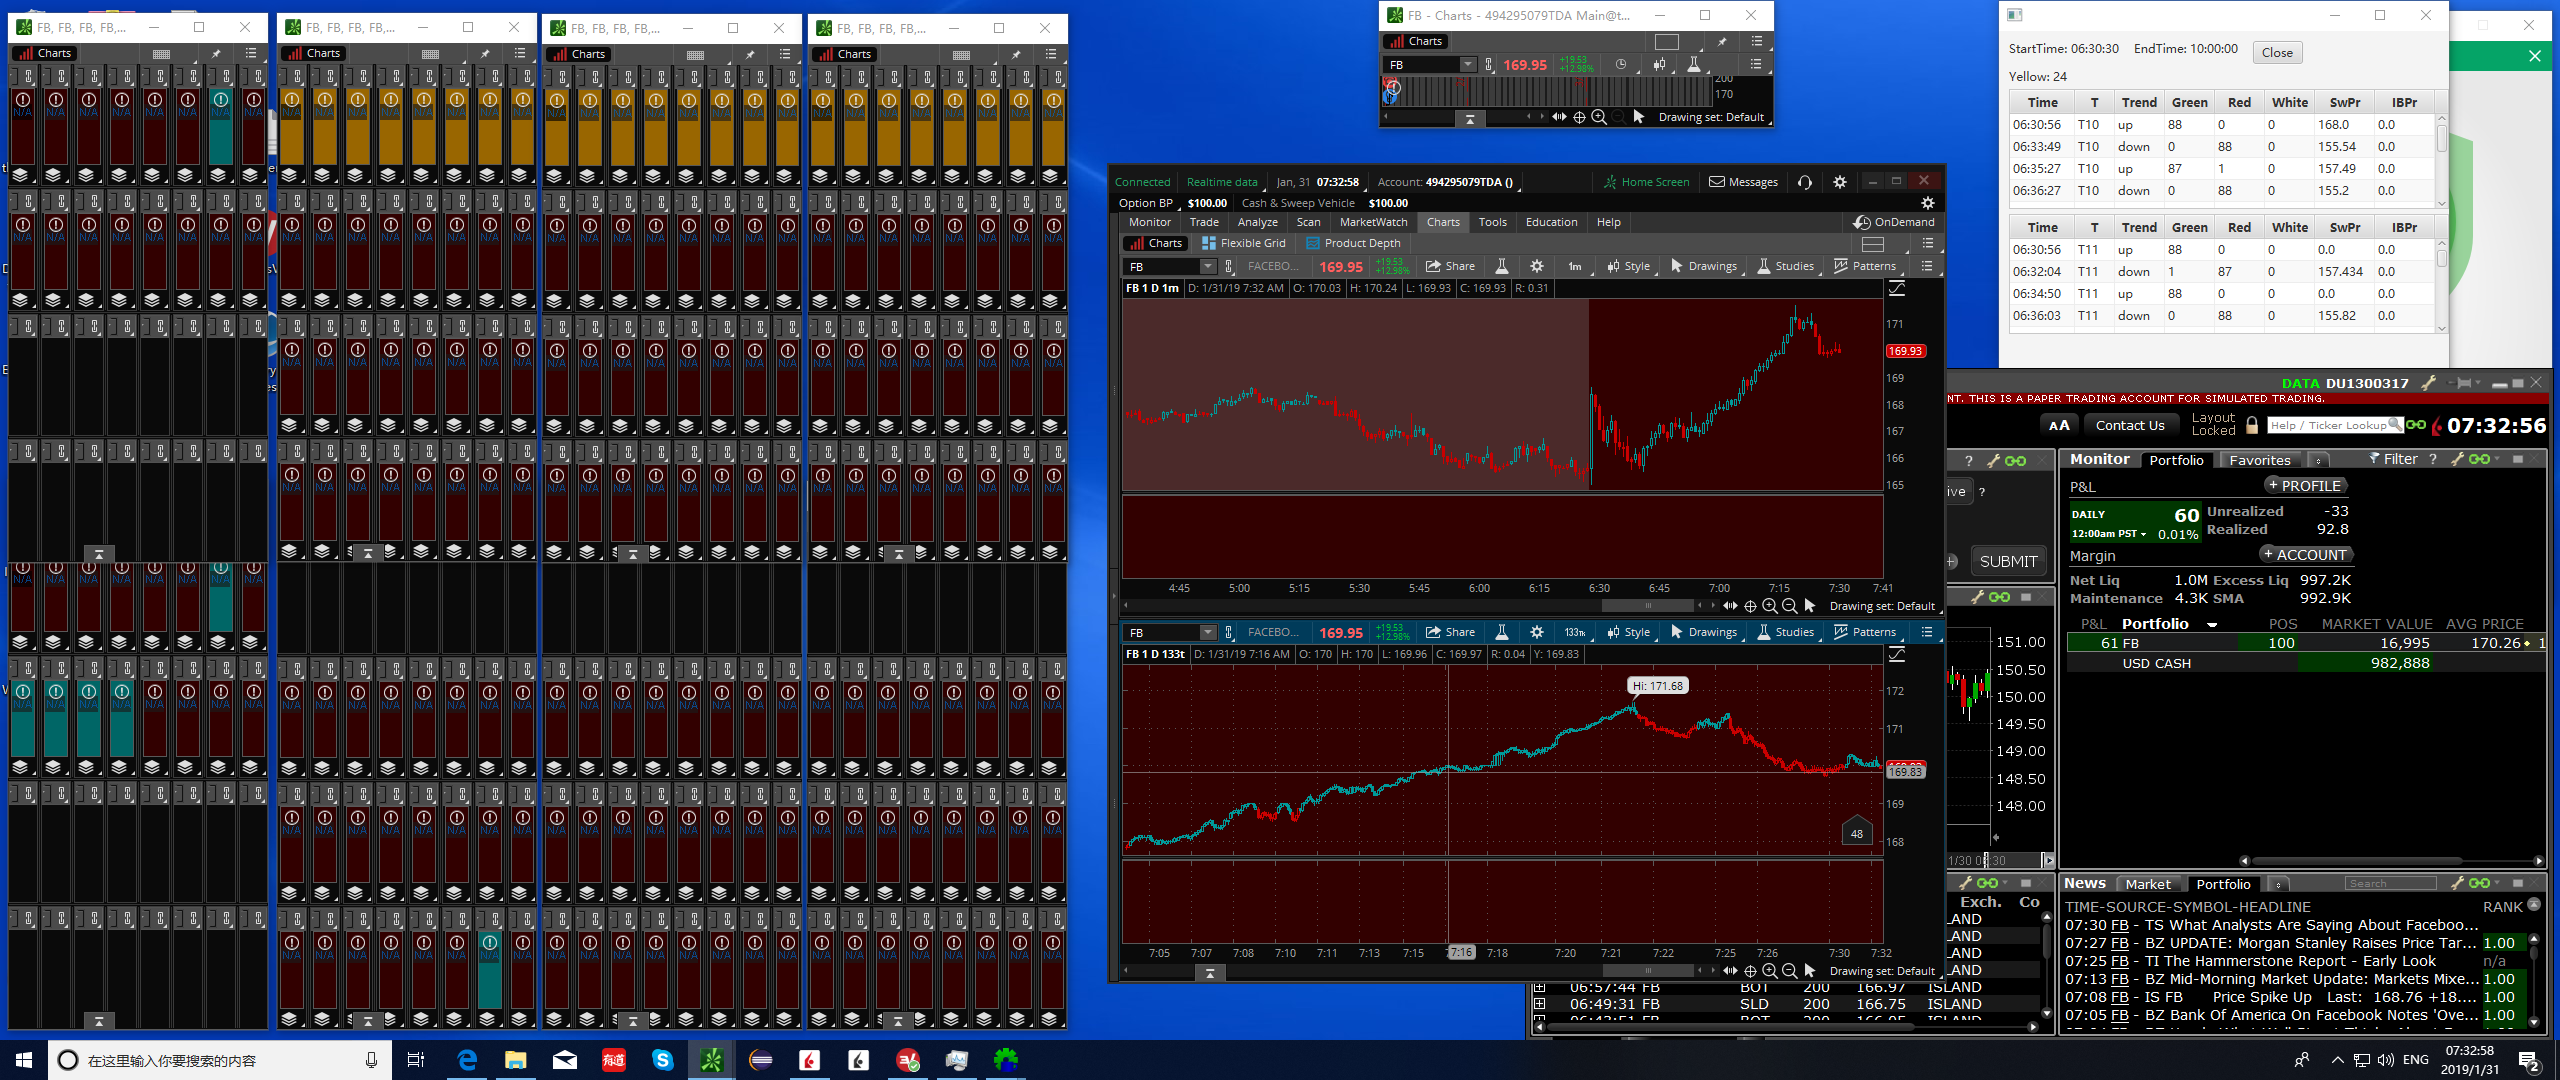 FB, FB, FB, FB,...
Charts
FB, FB, FB, FB,...
Charts
FB, FB, FB, FB,...
Charts
FB, FB, FB, FB,...
Charts
N/A
FB - Charts - 494295079TDA Main@t...
Charts
FB
169.95
+19.53
+12.98%
200
170
Drawing set: Default
Connected
Realtime data
Jan, 31 07:32:58
Account: 494295079TDA ()
Home Screen
Messages
Option BP $100.00 Cash & Sweep Vehicle $100.00
Monitor Trade Analyze Scan MarketWatch Charts Tools Education Help
OnDemand
Charts Flexible Grid Product Depth
FB FACEBO... 169.95 +19.53 +12.98% Share 1m Style Drawings Studies Patterns
FB 1 D 1m D: 1/31/19 7:32 AM O: 170.03 H: 170.24 L: 169.93 C: 169.93 R: 0.31
171
169.93
169
168
167
166
165
4:45 5:00 5:15 5:30 5:45 6:00 6:15 6:30 6:45 7:00 7:15 7:30 7:41
Drawing set: Default
FB FACEBO... 169.95 +19.53 +12.98% Share 133t Style Drawings Studies Patterns
FB 1 D 133t D: 1/31/19 7:16 AM O: 170 H: 170 L: 169.96 C: 169.97 R: 0.04 Y: 169.83
Hi: 171.68
172
171
169.83
169
168
48
7:05 7:07 7:08 7:10 7:11 7:13 7:15 7:16 7:18 7:20 7:21 7:22 7:24 7:25 7:26 7:28 7:30 7:32
Drawing set: Default
StartTime: 06:30:30 EndTime: 10:00:00 Close
Yellow: 24
Time T Trend Green Red White SwPr IBPr
06:30:56 T10 up 88 0 0 168.0 0.0
06:33:49 T10 down 0 88 0 155.54 0.0
06:35:27 T10 up 87 1 0 157.49 0.0
06:36:27 T10 down 0 88 0 155.2 0.0
Time T Trend Green Red White SwPr IBPr
06:30:56 T11 up 88 0 0 0.0 0.0
06:32:04 T11 down 1 87 0 157.434 0.0
06:34:50 T11 up 88 0 0 0.0 0.0
06:36:03 T11 down 0 88 0 155.82 0.0
DATA DU1300317
NT. THIS IS A PAPER TRADING ACCOUNT FOR SIMULATED TRADING.
AA Contact Us Layout Locked Help / Ticker Lookup 07:32:56
Monitor Portfolio Favorites Filter ?
P&L + PROFILE
DAILY 60
12:00am PST 0.01%
Unrealized -33
Realized 92.8
Margin + ACCOUNT
Net Liq 1.0M Excess Liq 997.2K
Maintenance 4.3K SMA 992.9K
P&L Portfolio POS MARKET VALUE AVG PRICE
61 FB 100 16,995 170.26 1
USD CASH 982,888
ive ?
SUBMIT
151.00
150.50
150.00
149.50
149.00
148.50
148.00
Exch. Co
LAND
LAND
LAND
LAND
06:57:44 FB BOT 200 166.97 ISLAND
06:49:31 FB SLD 200 166.75 ISLAND
News Market Portfolio Search
TIME-SOURCE-SYMBOL-HEADLINE RANK
07:30 FB - TS What Analysts Are Saying About Faceboo...
07:27 FB - BZ UPDATE: Morgan Stanley Raises Price Tar... 1.00
07:25 FB - TI The Hammerstone Report - Early Look n/a
07:13 FB - BZ Mid-Morning Market Update: Markets Mixe... 1.00
07:08 FB - IS FB Price Spike Up Last: 168.76 +18.... 1.00
07:05 FB - BZ Bank Of America On Facebook Notes 'Ove... 1.00
在这里输入你要搜索的内容
有道
ENG
07:32:58
2019/1/31
2